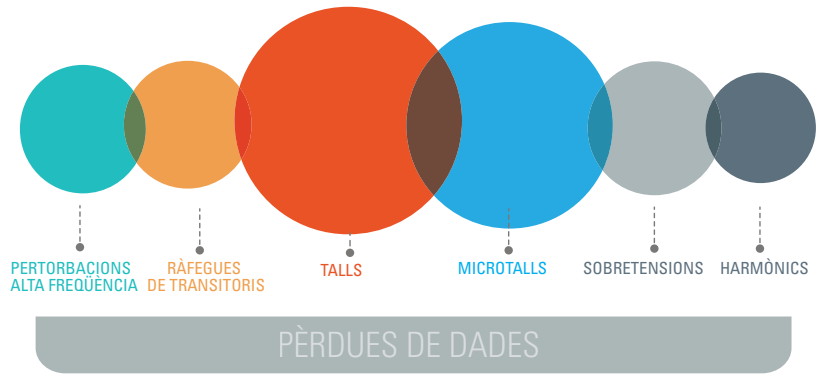 PERTORBACIONS
ALTA FREQÜÈNCIA
RÀFEGUES
DE TRANSITORIS
TALLS
MICROTALLS
SOBRETENSIONS
HARMÒNICS
PÈRDUES DE DADES